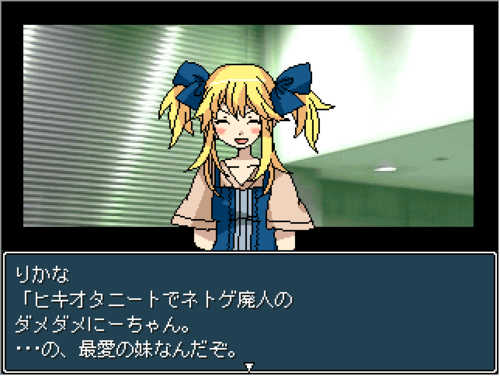 りかな
「ヒキオタニートでネトゲ廃人の
ダメダメにーちゃん。
・・・の、最愛の妹なんだぞ。